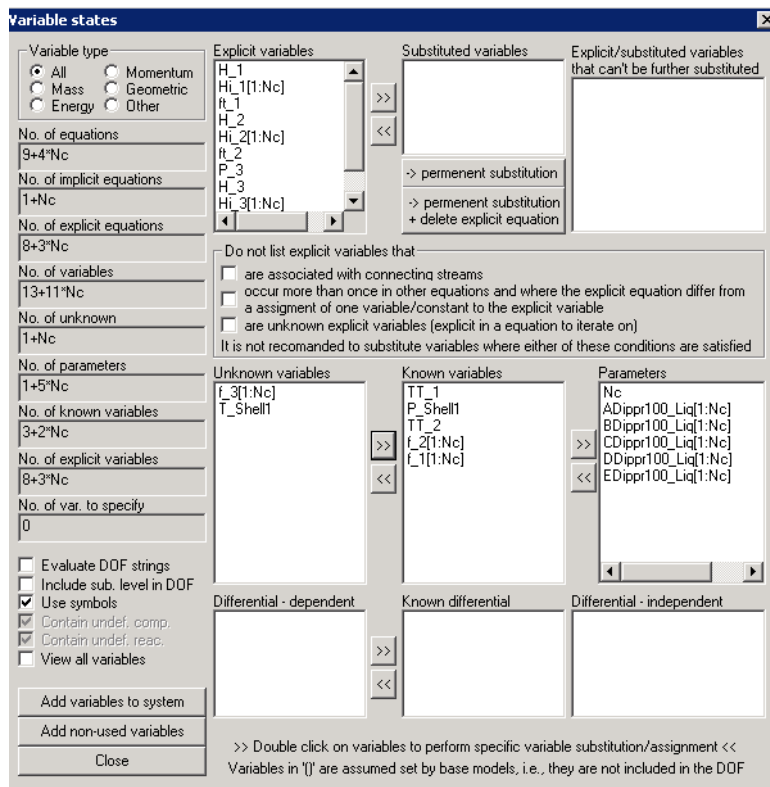 Variable states
Variable type
All
Momentum
Mass
Geometric
Energy
Other
No. of equations
9+4*Nc
No. of implicit equations
1+Nc
No. of explicit equations
8+3*Nc
No. of variables
13+11*Nc
No. of unknown
1+Nc
No. of parameters
1+5*Nc
No. of known variables
3+2*Nc
No. of explicit variables
8+3*Nc
No. of var. to specify
0
Evaluate DOF strings
Include sub. level in DOF
Use symbols
Contain undef. comp.
Contain undef. reac.
View all variables
Add variables to system
Add non-used variables
Close
Explicit variables
H_1
Hi_1[1:Nc]
ft_1
H_2
Hi_2[1:Nc]
ft_2
P_3
H_3
Hi_3[1:Nc]
>>
<<
Substituted variables
-> permenent substitution
-> permenent substitution
+ delete explicit equation
Explicit/substituted variables
that can't be further substituted
Do not list explicit variables that
are associated with connecting streams
occur more than once in other equations and where the explicit equation differ from
a assigment of one variable/constant to the explicit variable
are unknown explicit variables (explicit in a equation to iterate on)
It is not recomanded to substitute variables where either of these conditions are satisfied
Unknown variables
f_3[1:Nc]
T_Shell1
>>
<<
Known variables
TT_1
P_Shell1
TT_2
f_2[1:Nc]
f_1[1:Nc]
>>
<<
Parameters
Nc
ADippr100_Liq[1:Nc]
BDippr100_Liq[1:Nc]
CDippr100_Liq[1:Nc]
DDippr100_Liq[1:Nc]
EDippr100_Liq[1:Nc]
Differential - dependent
>>
<<
Known differential
Differential - independent
>> Double click on variables to perform specific variable substitution/assignment <<
Variables in '()' are assumed set by base models, i.e., they are not included in the DOF